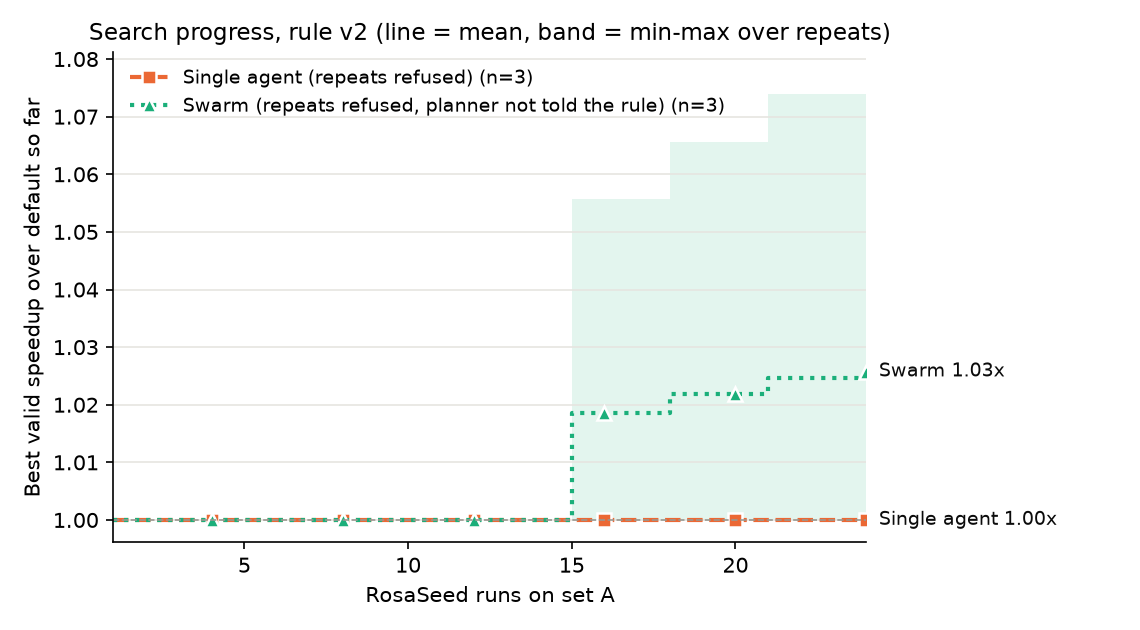 Search progress, rule v2 (line = mean, band = min-max over repeats)
Best valid speedup over default so far
1.08
1.07
1.06
1.05
1.04
1.03
1.02
1.01
1.00
Single agent (repeats refused) (n=3)
Swarm (repeats refused, planner not told the rule) (n=3)
Swarm 1.03x
Single agent 1.00x
5
10
15
20
RosaSeed runs on set A